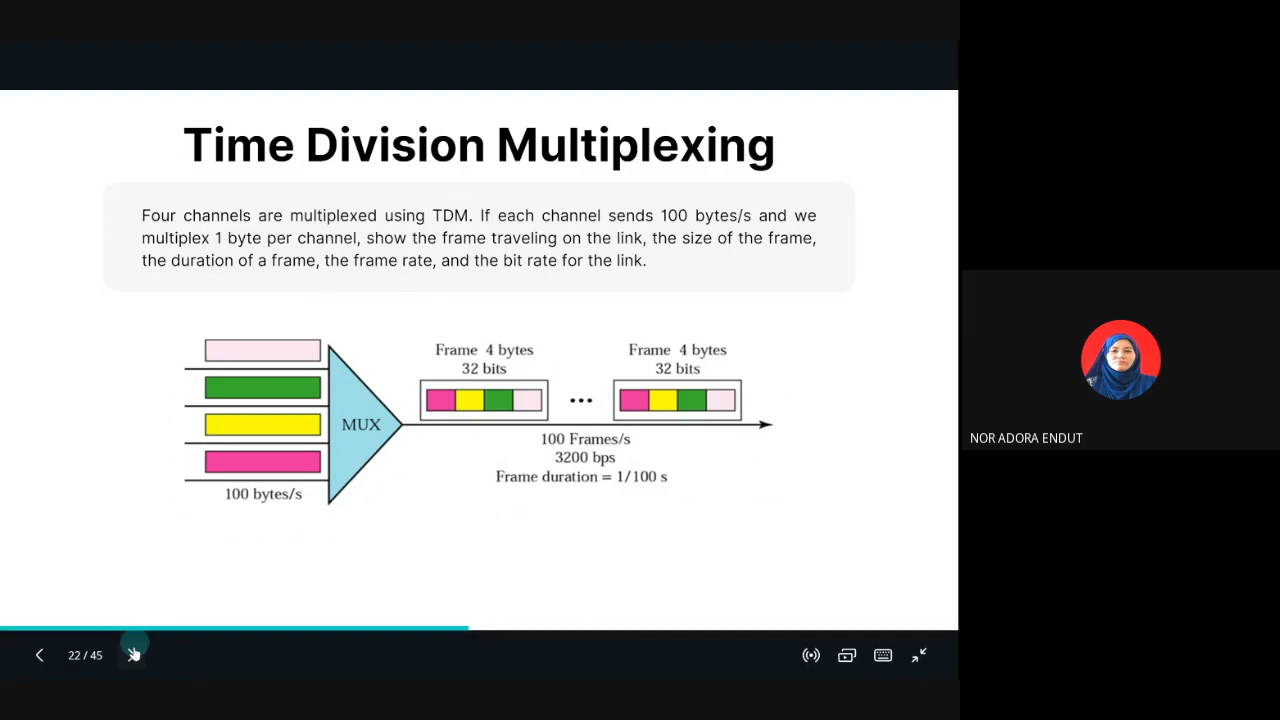 Time Division Multiplexing
Four channels are multiplexed using TDM. If each channel sends 100 bytes/s and we
multiplex 1 byte per channel, show the frame traveling on the link, the size of the frame,
the duration of a frame, the frame rate, and the bit rate for the link.
Frame 4 bytes
32 bits
Frame 4 bytes
32 bits
MUX
...
100 Frames/s
3200 bps
Frame duration = 1/100 s
100 bytes/s
NOR ADORA ENDUT
22 / 45